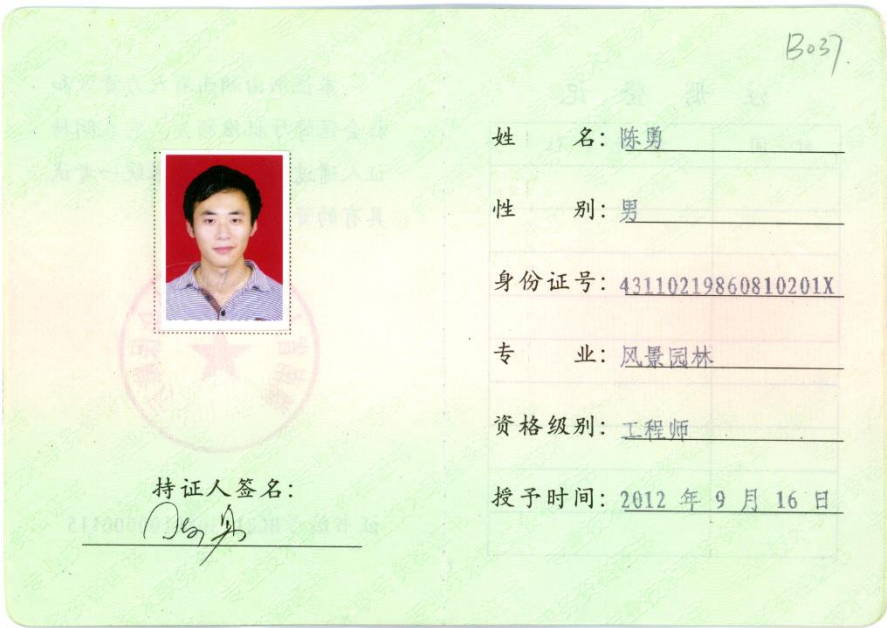 B037.
姓 名：陈勇
性 别：男
身份证号：43110219860810201X
专 业：风景园林
资格级别：工程师
授予时间：2012 年 9 月 16 日
持证人签名：